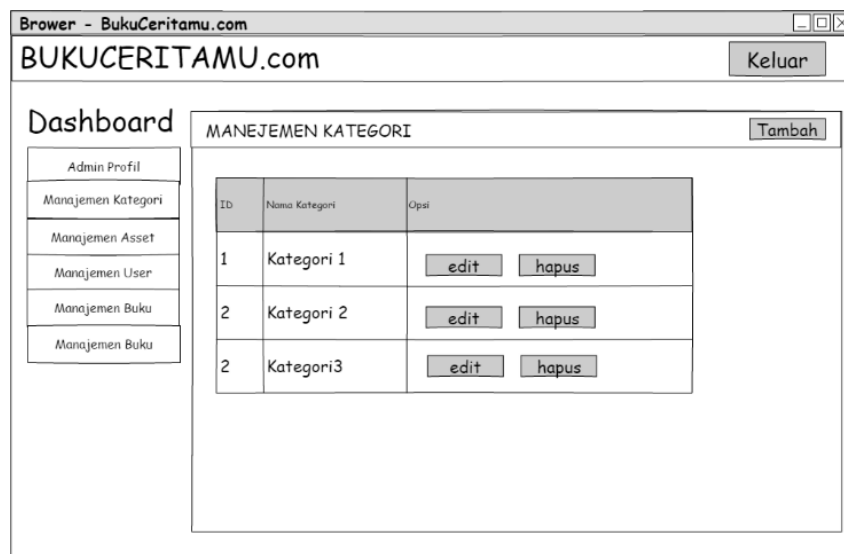 Brower - BukuCeritamu.com
BUKUCERITAMU.com
Keluar
Dashboard
Admin Profil
Manajemen Kategori
Manajemen Asset
Manajemen User
Manajemen Buku
Manajemen Buku
MANEJEMEN KATEGORI
Tambah
ID Nama Kategori Opsi
1 Kategori 1 edit hapus
2 Kategori 2 edit hapus
2 Kategori3 edit hapus